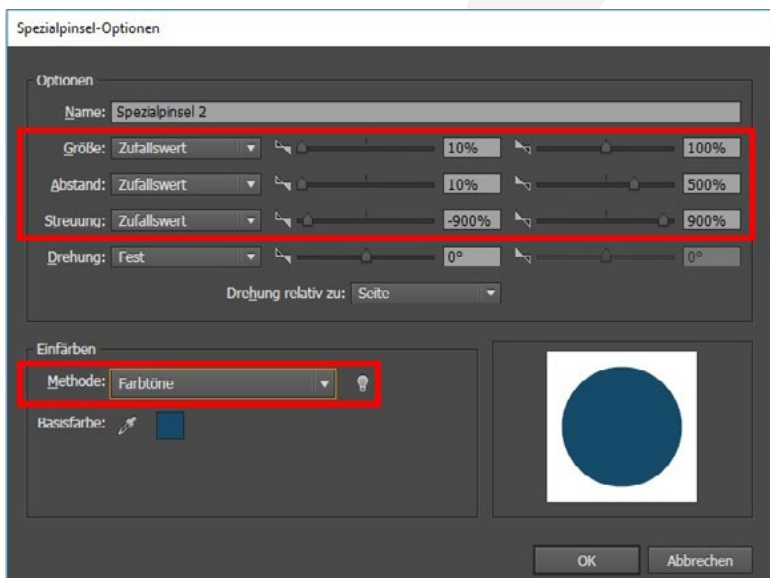 Spezialpinsel-Optionen
Optionen
Name: Spezialpinsel 2
Größe: Zufallswert 10% 100%
Abstand: Zufallswert 10% 500%
Streuung: Zufallswert -900% 900%
Drehung: Fest 0° 0°
Drehung relativ zu: Seite
Einfärben
Methode: Farbtöne
Basisfarbe:
OK Abbrechen